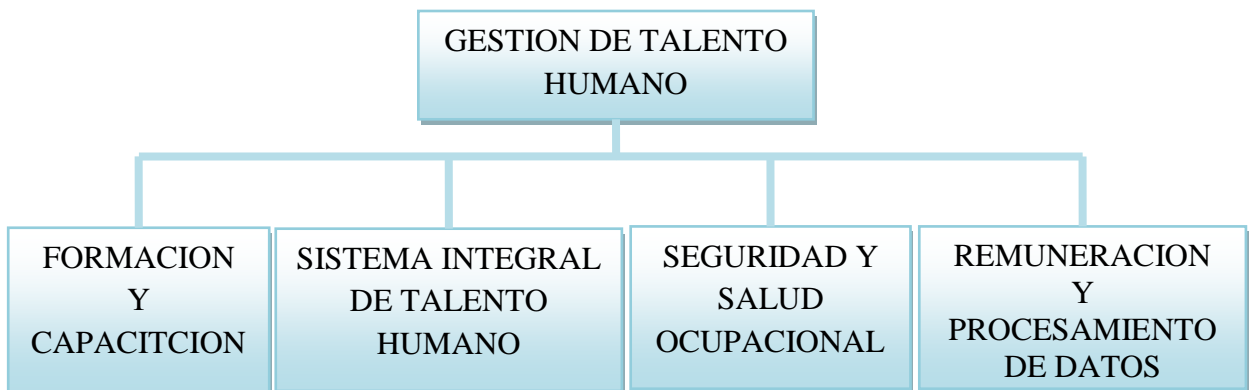 GESTION DE TALENTO
HUMANO
FORMACION
Y
CAPACITCION
SISTEMA INTEGRAL
DE TALENTO
HUMANO
SEGURIDAD Y
SALUD
OCUPACIONAL
REMUNERACION
Y
PROCESAMIENTO
DE DATOS